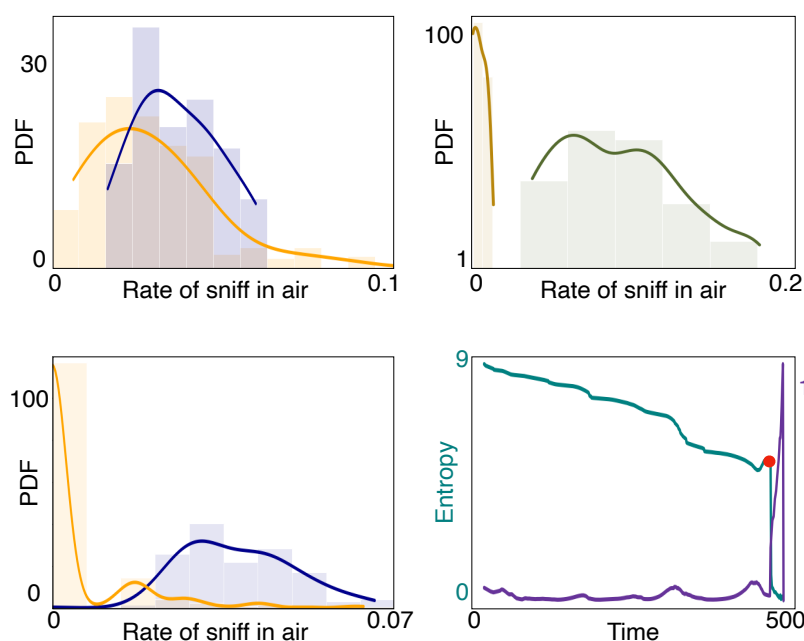 30
PDF
0
0
Rate of sniff in air
0.1
100
PDF
1
0
Rate of sniff in air
0.2
100
PDF
0
0
Rate of sniff in air
0.07
9
Entropy
0
0
Time
500